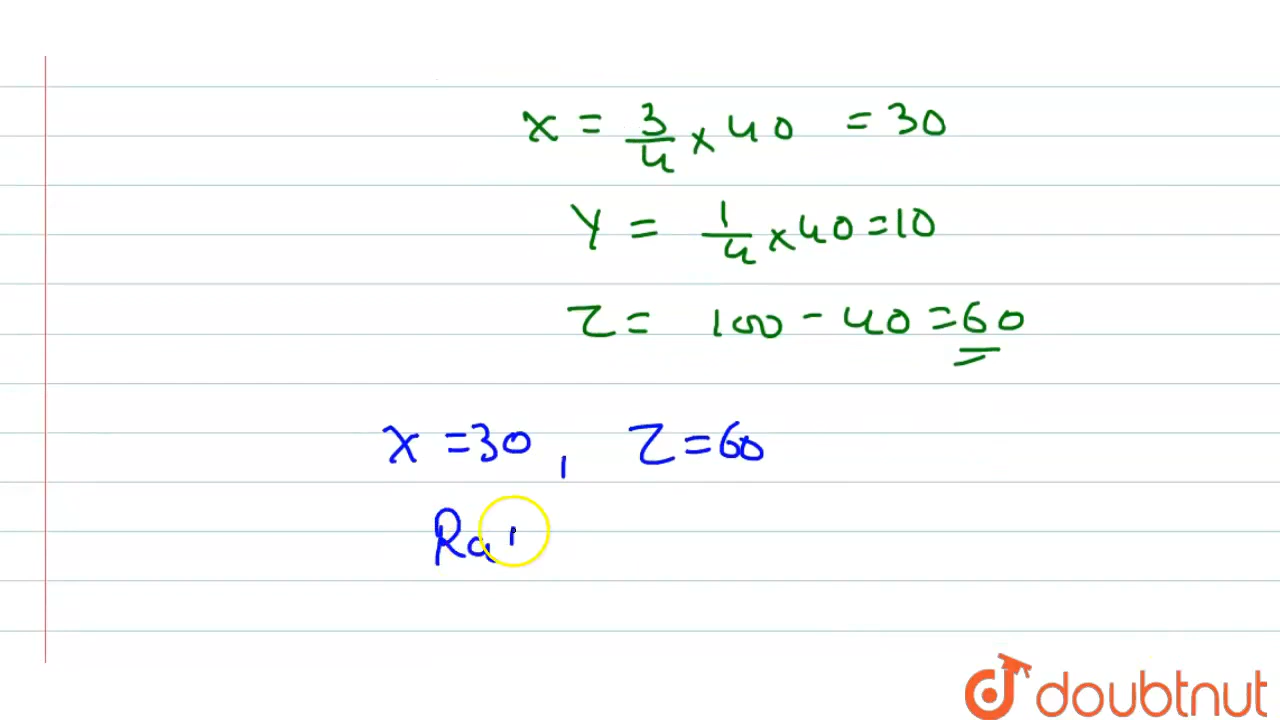 x = 3/4 × 40 = 30
Y = 1/4 × 40 = 10
Z = 100 - 40 = 60
x = 30, Z = 60
Ra
doubtnut